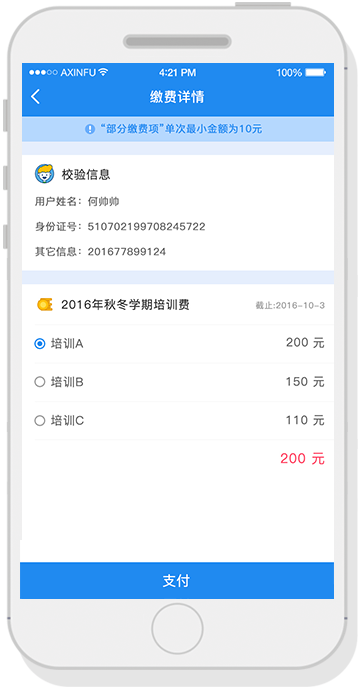 AXINFU 4:21 PM 100%
缴费详情
“部分缴费项”单次最小金额为10元
校验信息
用户姓名：何帅帅
身份证号：510702199708245722
其它信息：201677899124
2016年秋冬学期培训费 截止:2016-10-3
培训A 200 元
培训B 150 元
培训C 110 元
200 元
支付